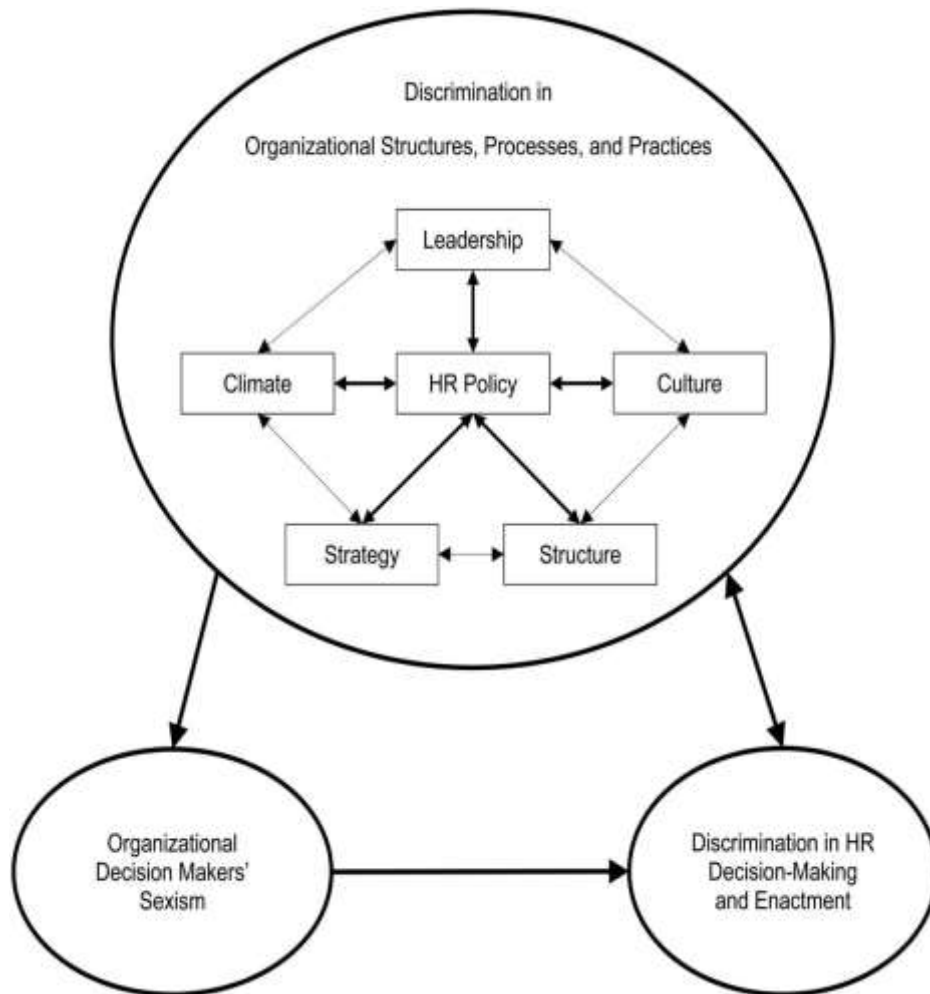 Discrimination in
Organizational Structures, Processes, and Practices
Leadership
Climate
HR Policy
Culture
Strategy
Structure
Organizational
Decision Makers'
Sexism
Discrimination in HR
Decision-Making
and Enactment